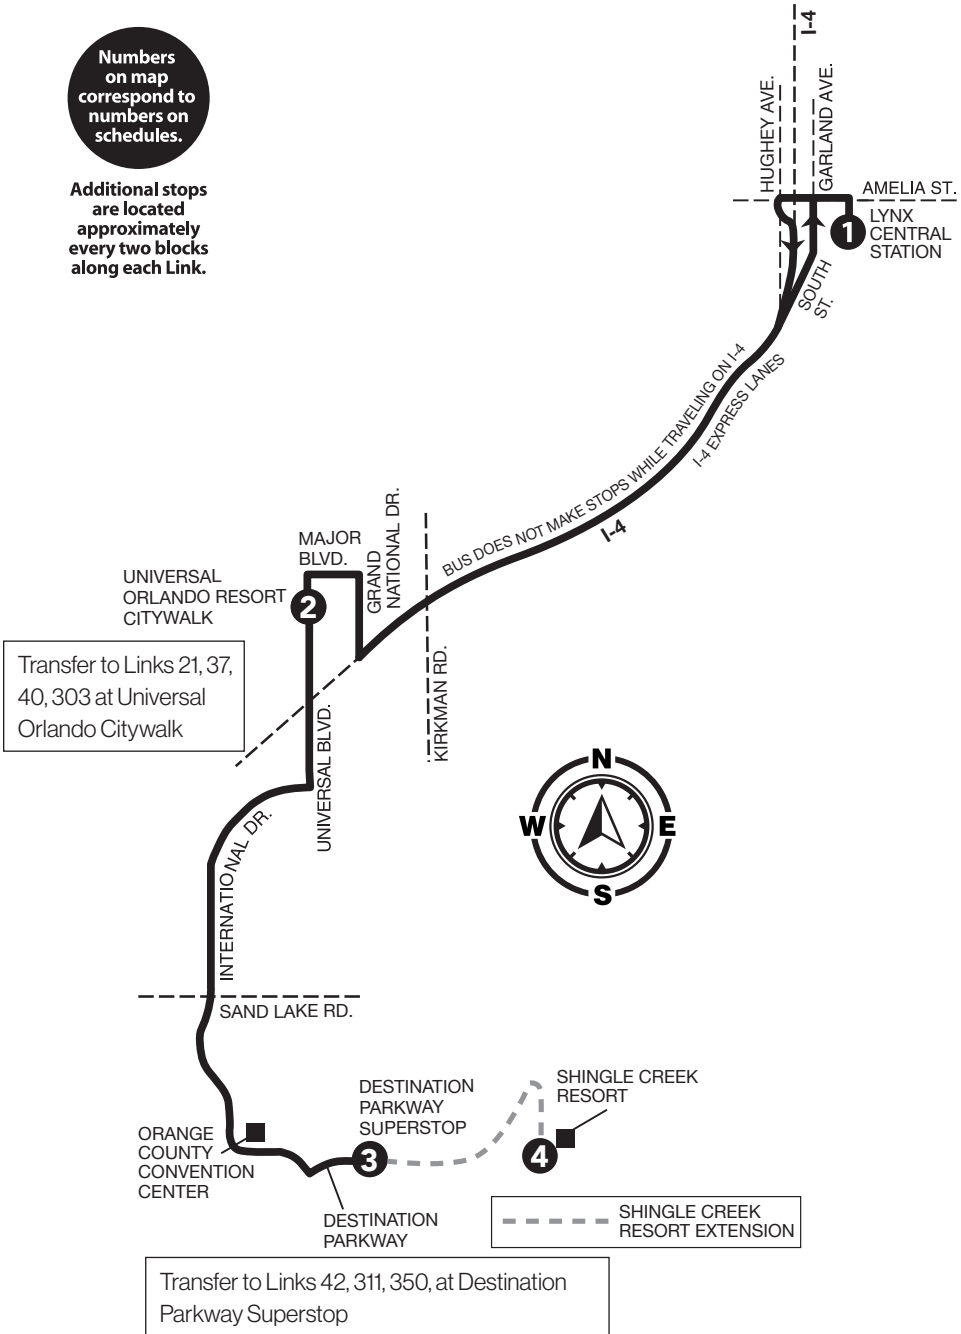 Numbers
on map
correspond to
numbers on
schedules.
Additional stops
are located
approximately
every two blocks
along each Link.
I-4
HUGHEY AVE.
GARLAND AVE.
AMELIA ST.
1
LYNX
CENTRAL
STATION
SOUTH
ST.
BUS DOES NOT MAKE STOPS WHILE TRAVELING ON I-4
I-4 EXPRESS LANES
I-4
MAJOR
BLVD.
GRAND
NATIONAL DR.
UNIVERSAL
ORLANDO RESORT
CITYWALK
2
KIRKMAN RD.
Transfer to Links 21, 37,
40, 303 at Universal
Orlando Citywalk
UNIVERSAL BLVD.
N
W
E
S
INTERNATIONAL DR.
SAND LAKE RD.
DESTINATION
PARKWAY
SUPERSTOP
3
SHINGLE CREEK
RESORT
4
ORANGE
COUNTY
CONVENTION
CENTER
DESTINATION
PARKWAY
SHINGLE CREEK
RESORT EXTENSION
Transfer to Links 42, 311, 350, at Destination
Parkway Superstop